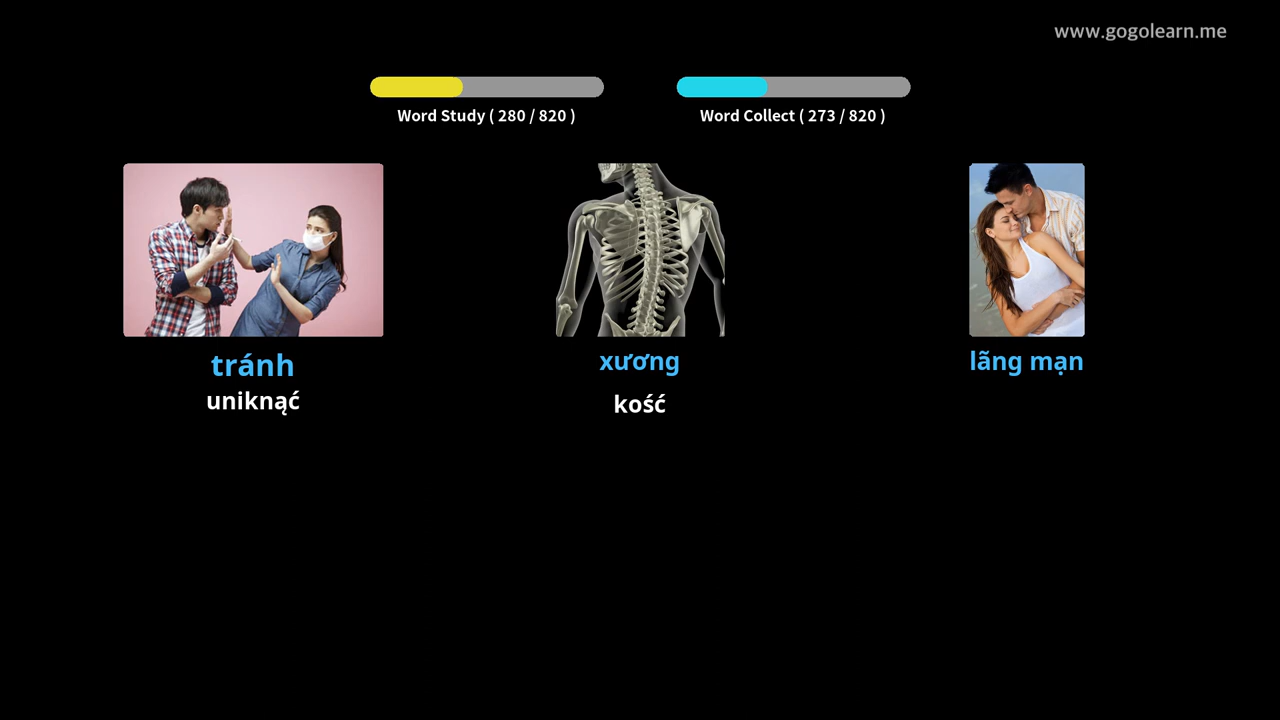 www.gogolearn.me
Word Study ( 280 / 820 )
Word Collect ( 273 / 820 )
tránh
uniknąć
xương
kość
lãng mạn